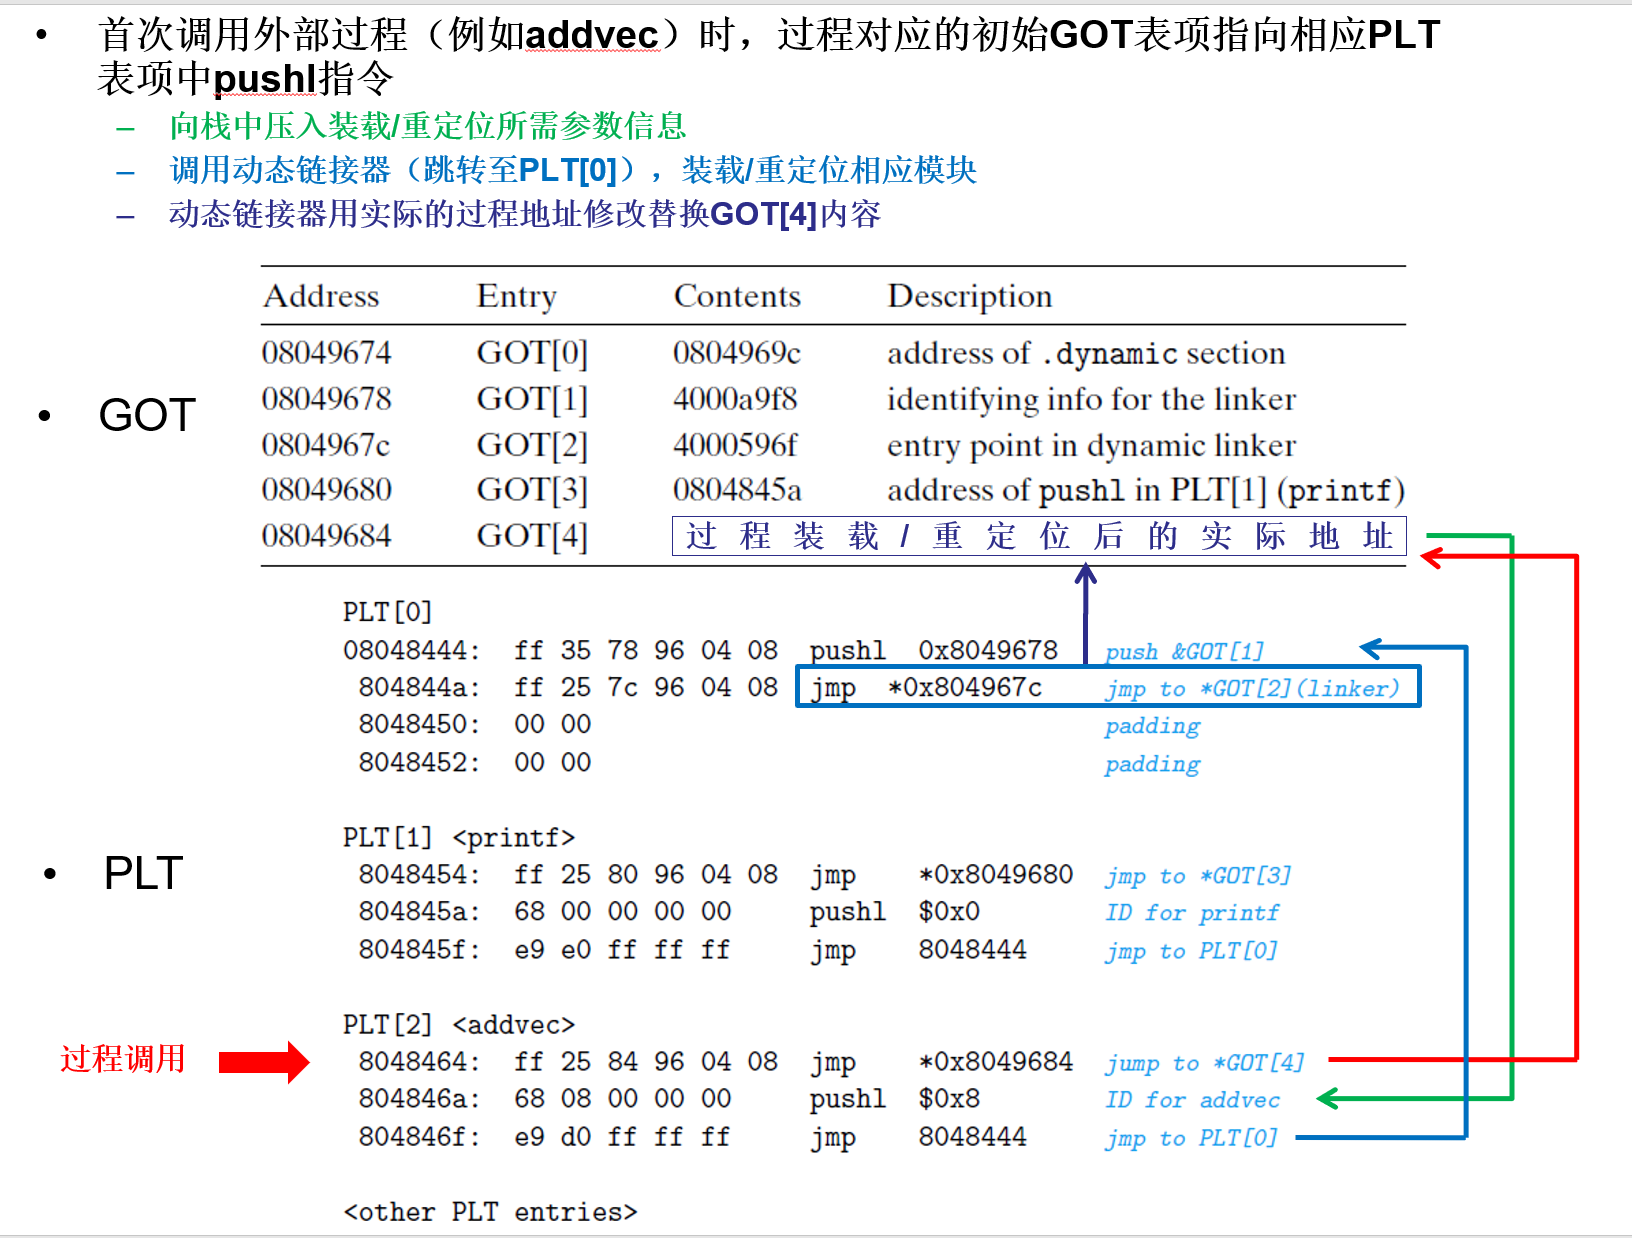 • 首次调用外部过程（例如addvec）时，过程对应的初始GOT表项指向相应PLT
表项中pushl指令
– 向栈中压入装载/重定位所需参数信息
– 调用动态链接器（跳转至PLT[0]），装载/重定位相应模块
– 动态链接器用实际的过程地址修改替换GOT[4]内容
Address Entry Contents Description
08049674 GOT[0] 0804969c address of .dynamic section
08049678 GOT[1] 4000a9f8 identifying info for the linker
0804967c GOT[2] 4000596f entry point in dynamic linker
08049680 GOT[3] 0804845a address of pushl in PLT[1] (printf)
08049684 GOT[4] 过程装载/重定位后的实际地址
• GOT
PLT[0]
08048444: ff 35 78 96 04 08 pushl 0x8049678 push &GOT[1]
804844a: ff 25 7c 96 04 08 jmp *0x804967c jmp to *GOT[2](linker)
8048450: 00 00 padding
8048452: 00 00 padding
• PLT
PLT[1] <printf>
8048454: ff 25 80 96 04 08 jmp *0x8049680 jmp to *GOT[3]
804845a: 68 00 00 00 00 pushl $0x0 ID for printf
804845f: e9 e0 ff ff ff jmp 8048444 jmp to PLT[0]
PLT[2] <addvec>
过程调用
8048464: ff 25 84 96 04 08 jmp *0x8049684 jump to *GOT[4]
804846a: 68 08 00 00 00 pushl $0x8 ID for addvec
804846f: e9 d0 ff ff ff jmp 8048444 jmp to PLT[0]
<other PLT entries>